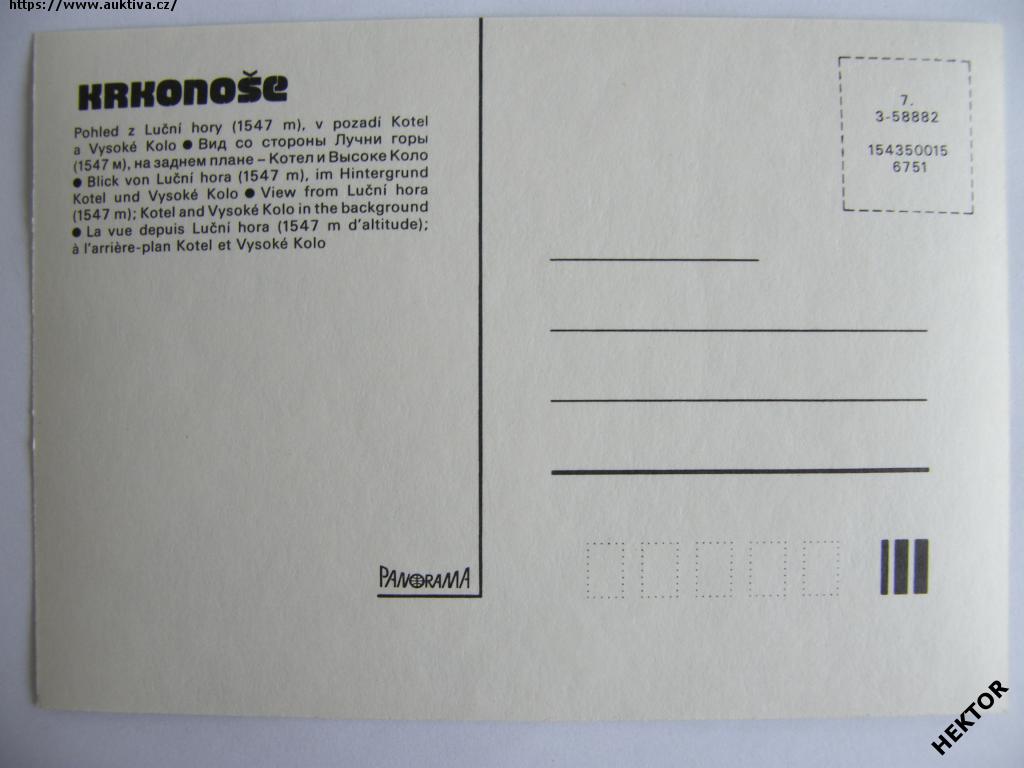 https://www.auktiva.cz/
KRKONOŠE
Pohled z Luční hory (1547 m), v pozadí Kotel
a Vysoké Kolo ● Вид со стороны Лучни горы
(1547 м), на заднем плане – Котел и Высоке Коло
● Blick von Luční hora (1547 m), im Hintergrund
Kotel und Vysoké Kolo ● View from Luční hora
(1547 m); Kotel and Vysoké Kolo in the background
● La vue depuis Luční hora (1547 m d'altitude);
à l'arrière-plan Kotel et Vysoké Kolo
PANORAMA
7.
3-58882
154350015
6751
HEKTOR